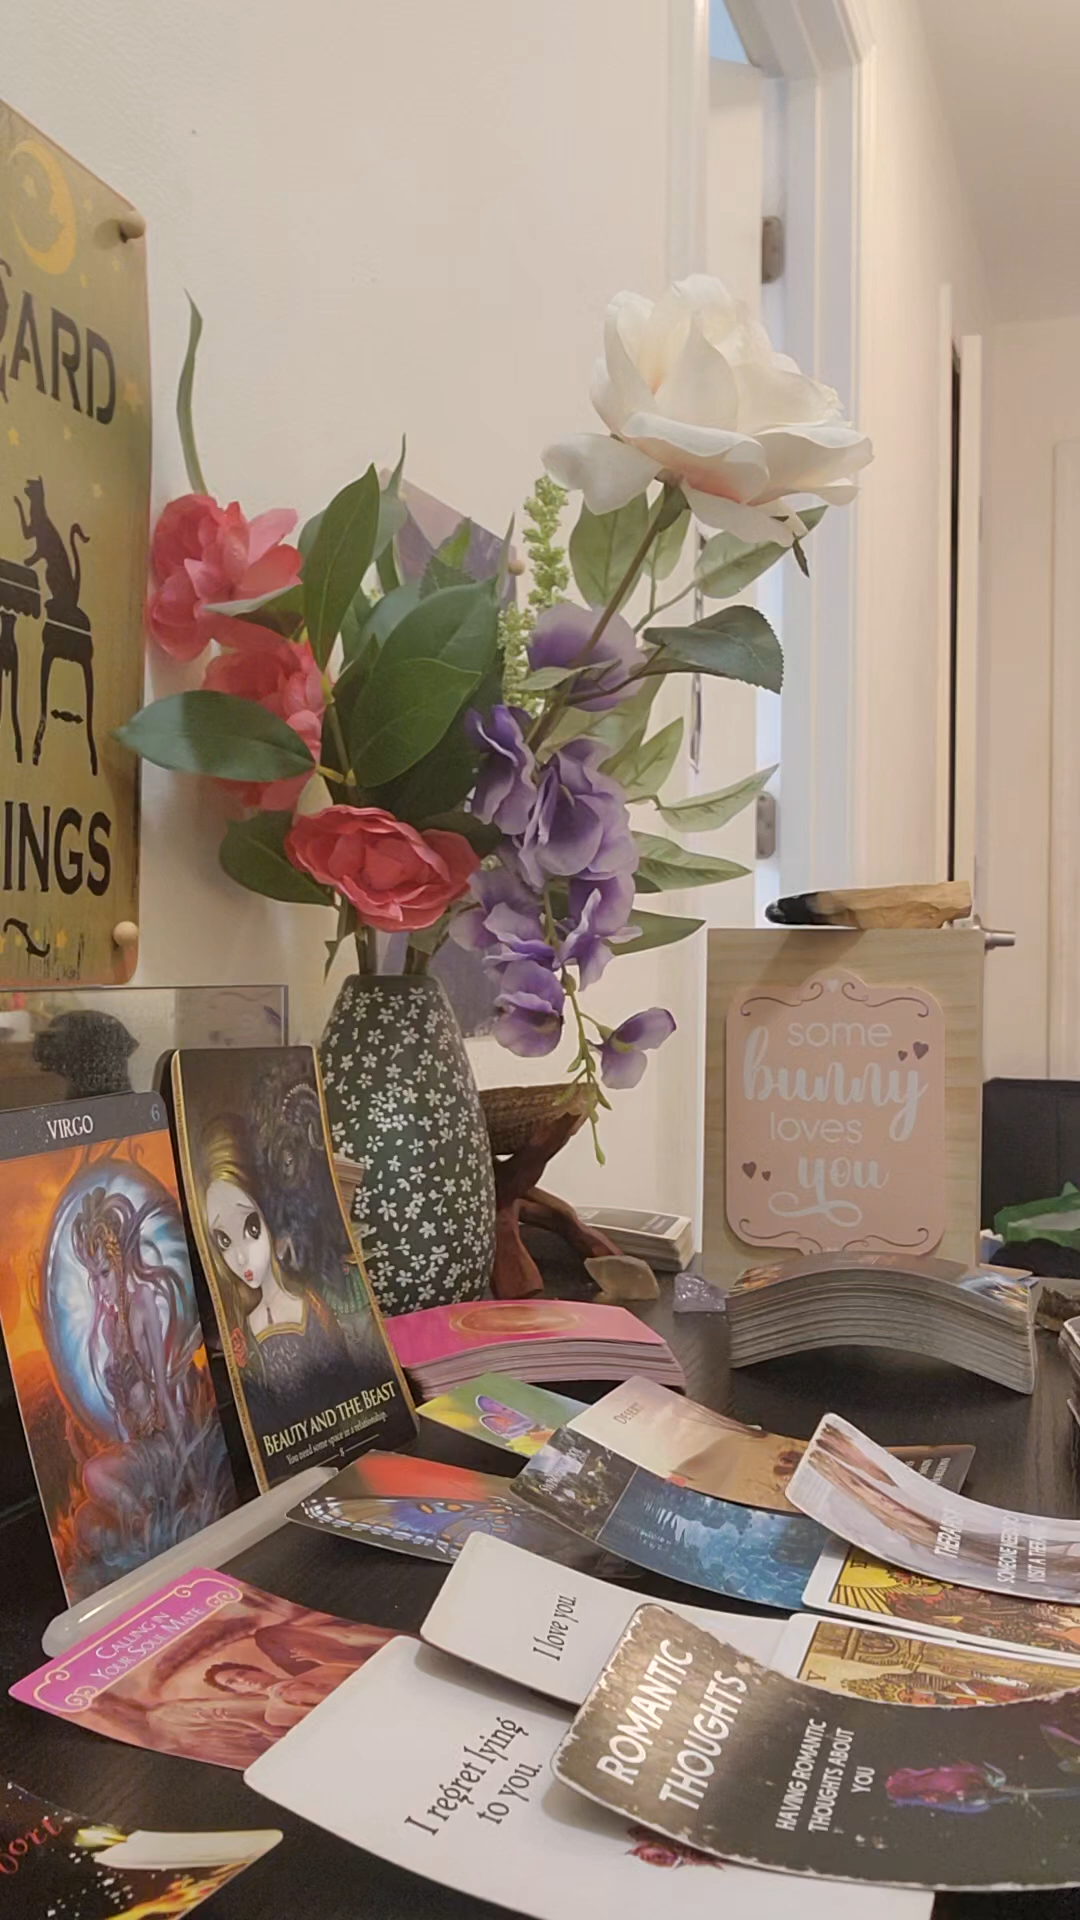 ARD
INGS
some
bunny
loves
you
VIRGO
6
BEAUTY AND THE BEAST
You need some space in a relationship.
DESERT
CALLING IN
YOUR SOUL MATE
I love you.
I regret lying
to you.
ROMANTIC
THOUGHTS
HAVING ROMANTIC
THOUGHTS ABOUT
YOU